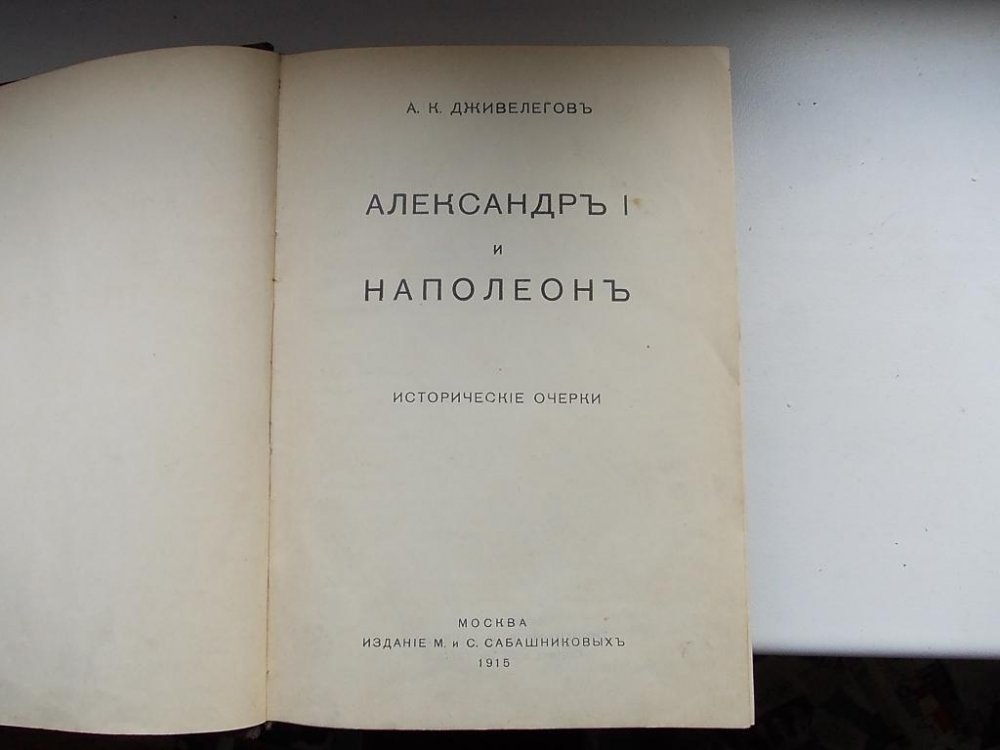 А. К. ДЖИВЕЛЕГОВЪ
АЛЕКСАНДРЪ I
и
НАПОЛЕОНЪ
ИСТОРИЧЕСКІЕ ОЧЕРКИ
МОСКВА
ИЗДАНІЕ М. и С. САБАШНИКОВЫХЪ
1915